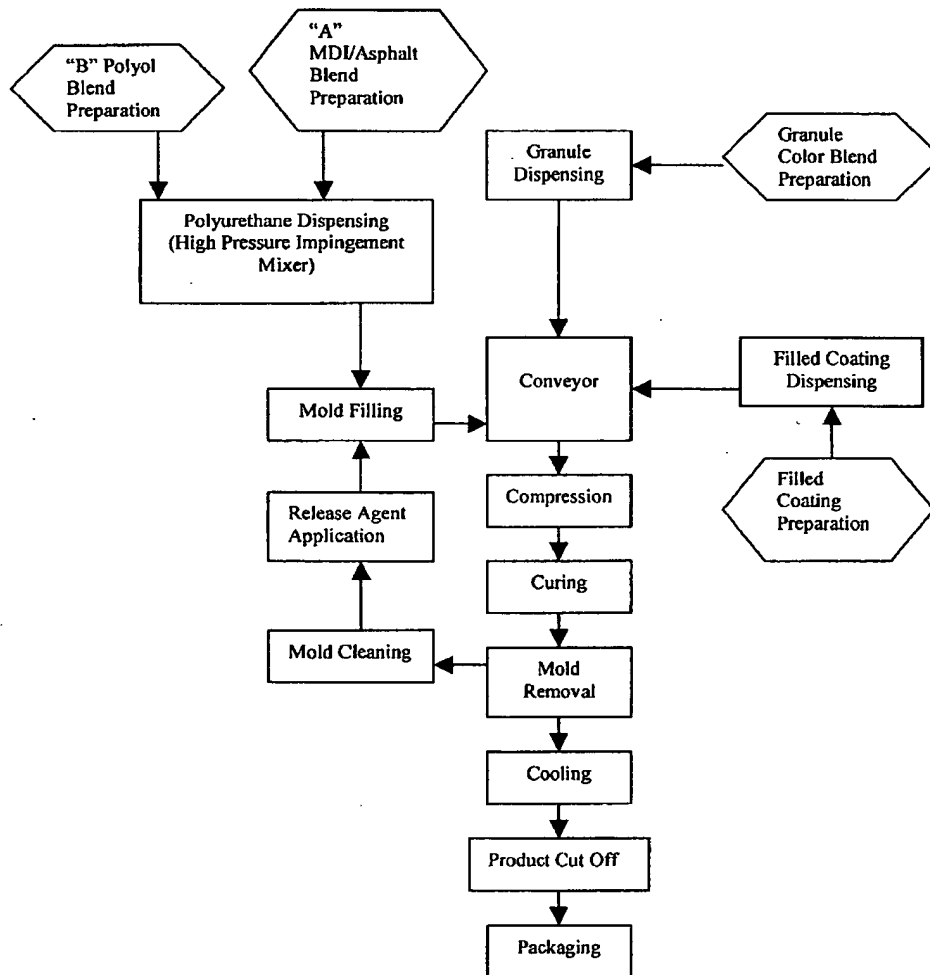 "A"
MDI/Asphalt
Blend
Preparation
"B" Polyol
Blend
Preparation
Granule
Dispensing
Granule
Color Blend
Preparation
Polyurethane Dispensing
(High Pressure Impingement
Mixer)
Conveyor
Filled Coating
Dispensing
Mold Filling
Filled
Coating
Preparation
Compression
Release Agent
Application
Curing
Mold Cleaning
Mold
Removal
Cooling
Product Cut Off
Packaging